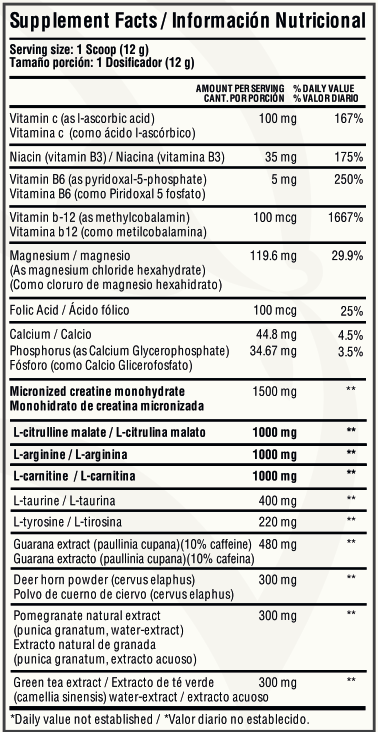 Supplement Facts / Información Nutricional
Serving size: 1 Scoop (12 g)
Tamaño porción: 1 Dosificador (12 g)
AMOUNT PER SERVING % DAILY VALUE
CANT. POR PORCIÓN % VALOR DIARIO
Vitamin c (as l-ascorbic acid) 100 mg 167%
Vitamina c (como ácido l-ascórbico)
Niacin (vitamin B3) / Niacina (vitamina B3) 35 mg 175%
Vitamin B6 (as pyridoxal-5-phosphate) 5 mg 250%
Vitamina B6 (como Piridoxal 5 fosfato)
Vitamin b-12 (as methylcobalamin) 100 mcg 1667%
Vitamina b12 (como metilcobalamina)
Magnesium / magnesio 119.6 mg 29.9%
(As magnesium chloride hexahydrate)
(Como cloruro de magnesio hexahidrato)
Folic Acid / Ácido fólico 100 mcg 25%
Calcium / Calcio 44.8 mg 4.5%
Phosphorus (as Calcium Glycerophosphate) 34.67 mg 3.5%
Fósforo (como Calcio Glicerofosfato)
Micronized creatine monohydrate 1500 mg **
Monohidrato de creatina micronizada
L-citrulline malate / L-citrulina malato 1000 mg **
L-arginine / L-arginina 1000 mg **
L-carnitine / L-carnitina 1000 mg **
L-taurine / L-taurina 400 mg **
L-tyrosine / L-tirosina 220 mg **
Guarana extract (paullinia cupana)(10% caffeine) 480 mg **
Guarana extracto (paullinia cupana)(10% cafeina)
Deer horn powder (cervus elaphus) 300 mg **
Polvo de cuerno de ciervo (cervus elaphus)
Pomegranate natural extract 300 mg **
(punica granatum, water-extract)
Extracto natural de granada
(punica granatum, extracto acuoso)
Green tea extract / Extracto de té verde 300 mg **
(camellia sinensis) water-extract / extracto acuoso
*Daily value not established / *Valor diario no establecido.